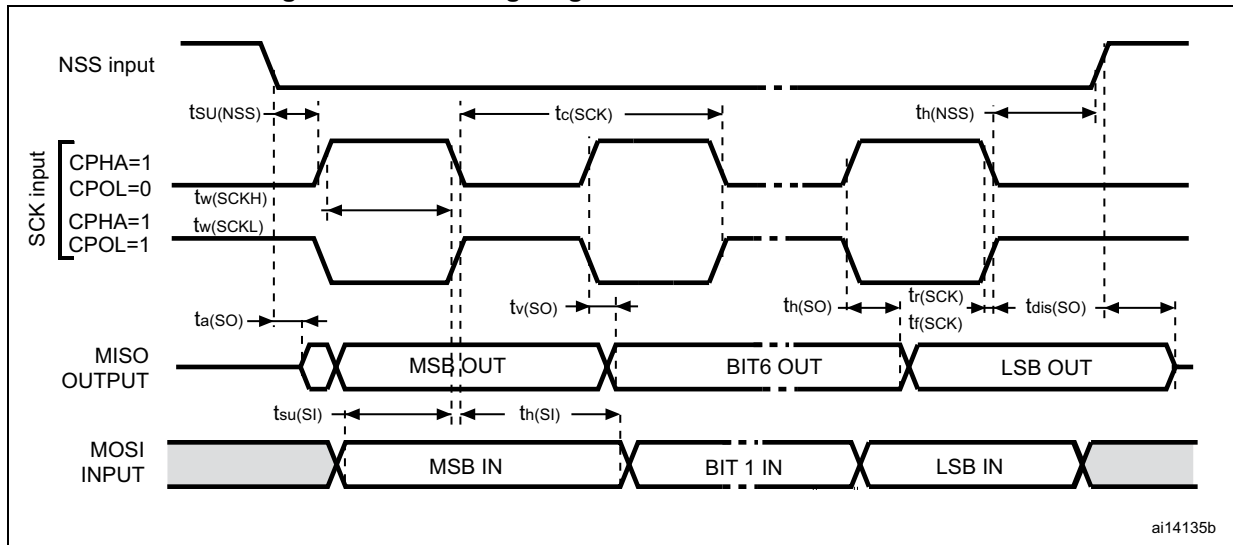 NSS input
tSU(NSS)
tc(SCK)
th(NSS)
SCK input
CPHA=1
CPOL=0
tw(SCKH)
CPHA=1
tw(SCKL)
CPOL=1
ta(SO)
tv(SO)
th(SO)
tr(SCK)
tf(SCK)
tdis(SO)
MISO
OUTPUT
MSB OUT
BIT6 OUT
LSB OUT
tsu(SI)
th(SI)
MOSI
INPUT
MSB IN
BIT 1 IN
LSB IN
ai14135b